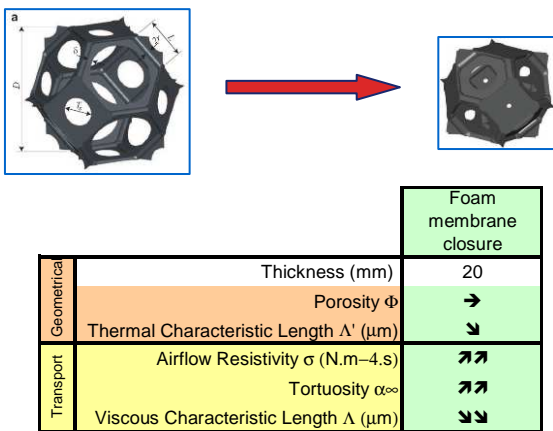 a
D
Foam
membrane
closure
Geometrical
Thickness (mm) 20
Porosity Φ ➔
Thermal Characteristic Length Λ' (μm) ➘
Transport
Airflow Resistivity σ (N.m−4.s) ➚➚
Tortuosity α∞ ➚➚
Viscous Characteristic Length Λ (μm) ➘➘